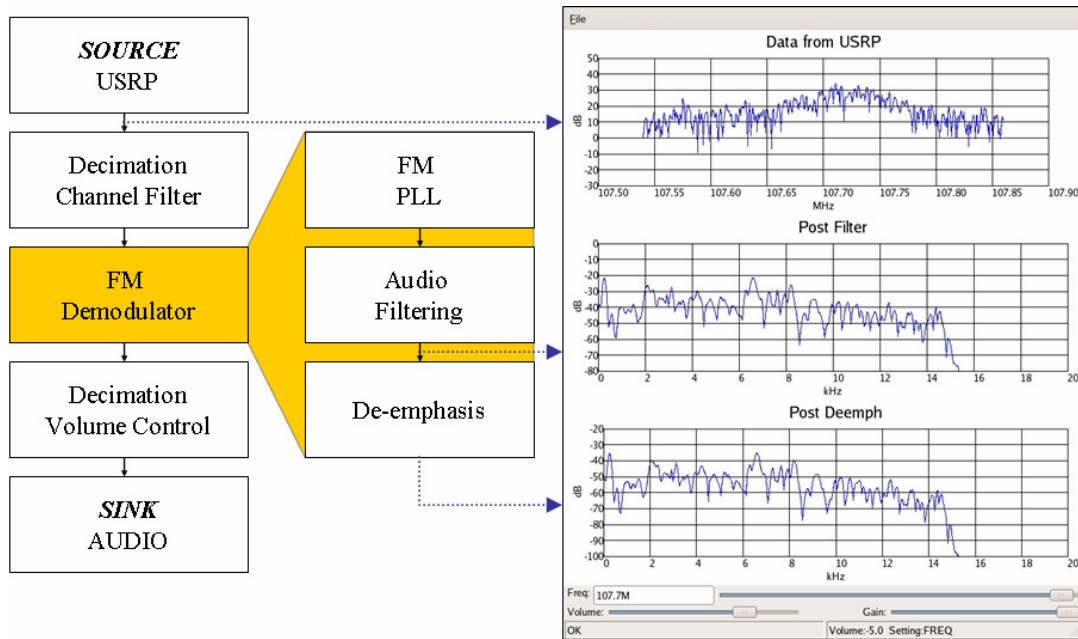 SOURCE
USRP
Decimation
Channel Filter
FM
Demodulator
Decimation
Volume Control
SINK
AUDIO
FM
PLL
Audio
Filtering
De-emphasis
File
Data from USRP
50
40
30
20
10
0
-10
-20
-30
dB
107.50 107.55 107.60 107.65 107.70 107.75 107.80 107.85 107.90
MHz
Post Filter
0
-10
-20
-30
-40
-50
-60
-70
-80
dB
0 2 4 6 8 10 12 14 16 20
kHz
Post Deemph
-20
-30
-40
-50
-60
-70
-80
-90
-100
dB
0 2 4 6 8 10 12 14 16 20
kHz
Freq: 107.7M
Volume: Gain:
OK Volume:-5.0 Setting:FREQ